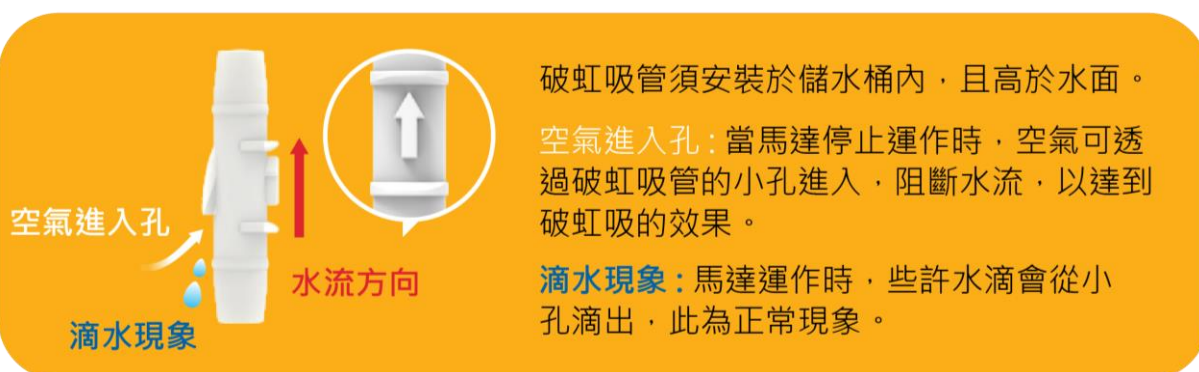 空氣進入孔
水流方向
滴水現象
破虹吸管須安裝於儲水桶內，且高於水面。
空氣進入孔：當馬達停止運作時，空氣可透
過破虹吸管的小孔進入，阻斷水流，以達到
破虹吸的效果。
滴水現象：馬達運作時，些許水滴會從小
孔滴出，此為正常現象。